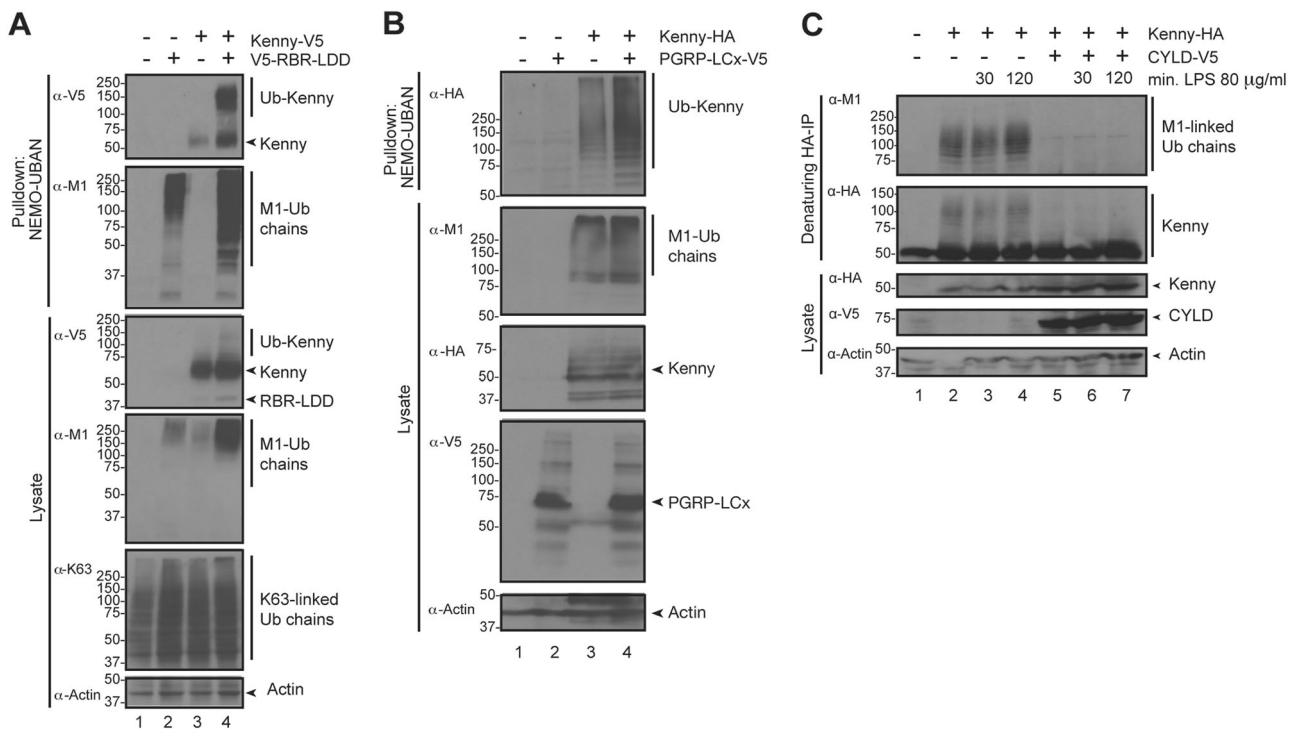 A
- - + + Kenny-V5
- + - + V5-RBR-LDD
Pulldown:
NEMO-UBAN
α-V5
250-
150-
100-
75-
50-
Ub-Kenny
Kenny
α-M1
250-
150-
100-
75-
50-
37-
M1-Ub
chains
Lysate
α-V5
250-
150-
100-
75-
50-
37-
Ub-Kenny
Kenny
RBR-LDD
α-M1
250-
150-
100-
75-
50-
37-
M1-Ub
chains
α-K63
250-
150-
100-
75-
50-
37-
K63-linked
Ub chains
α-Actin
50-
37-
Actin
1 2 3 4
B
- - + + Kenny-HA
- + - + PGRP-LCx-V5
Pulldown:
NEMO-UBAN
α-HA
250-
150-
100-
75-
50-
Ub-Kenny
Lysate
α-M1
250-
150-
100-
75-
50-
M1-Ub
chains
α-HA
75-
50-
37-
Kenny
α-V5
250-
150-
100-
75-
50-
PGRP-LCx
α-Actin
50-
37-
Actin
1 2 3 4
C
- + + + + + + Kenny-HA
- - - - + + + CYLD-V5
30 120 30 120 min. LPS 80 μg/ml
Denaturing HA-IP
α-M1
250-
150-
100-
75-
M1-linked
Ub chains
α-HA
150-
100-
75-
50-
Kenny
Lysate
α-HA
50-
Kenny
α-V5
75-
CYLD
α-Actin
50-
37-
Actin
1 2 3 4 5 6 7